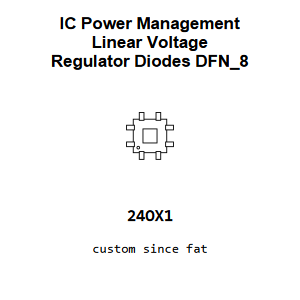 IC Power Management
Linear Voltage
Regulator Diodes DFN_8
240X1
custom since fat